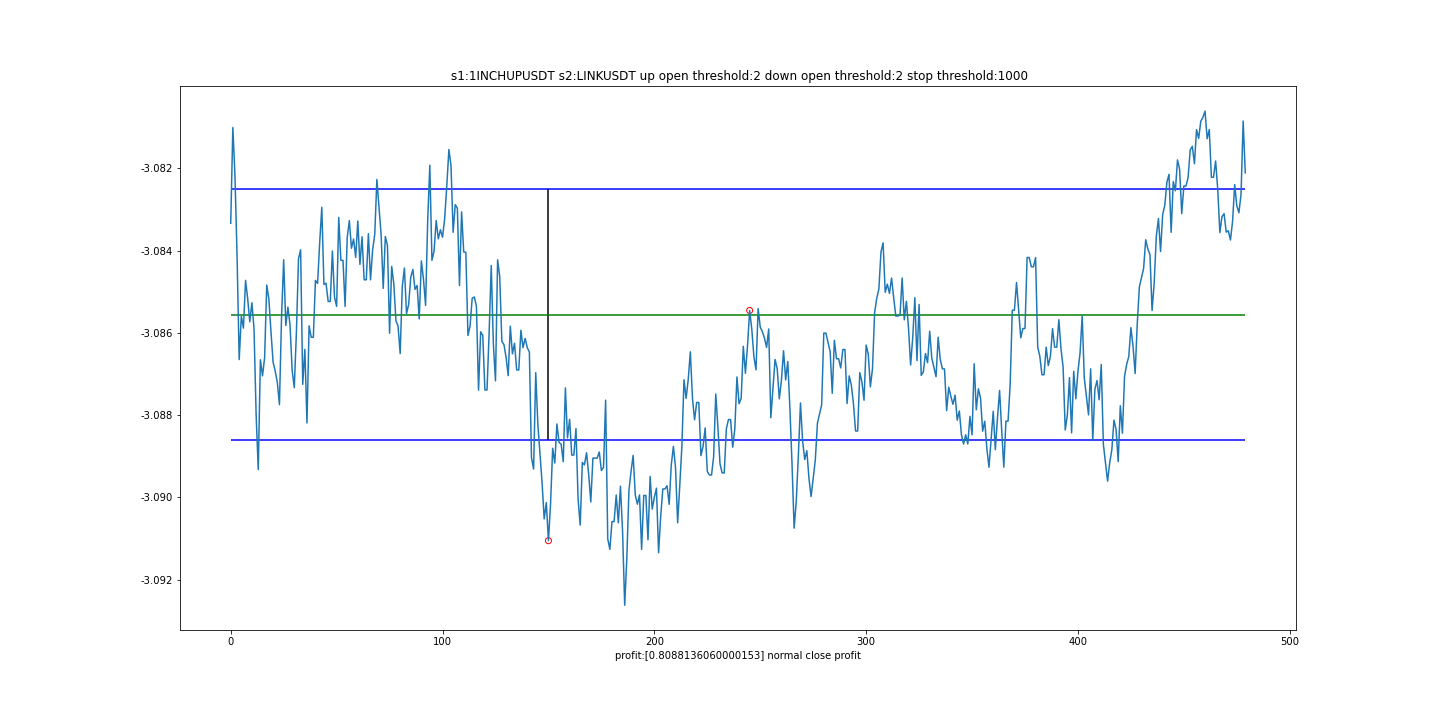 s1:1INCHUPUSDT s2:LINKUSDT up open threshold:2 down open threshold:2 stop threshold:1000
-3.082
-3.084
-3.086
-3.088
-3.090
-3.092
0 100 200 300 400 500
profit:[0.8088136060000153] normal close profit